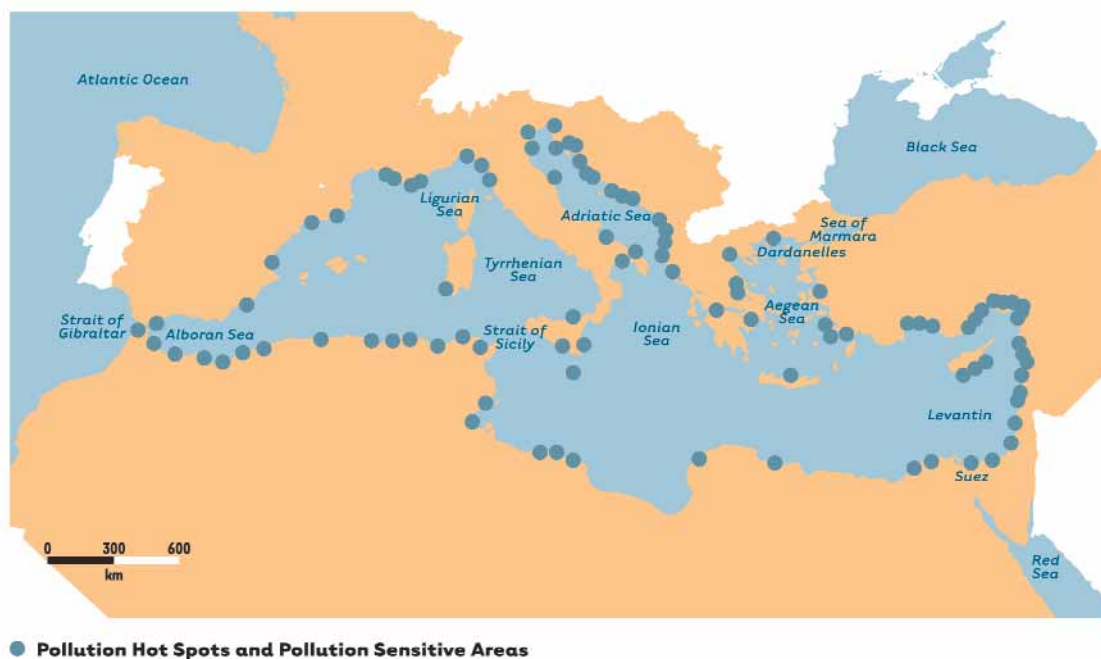 Atlantic Ocean
Black Sea
Ligurian
Sea
Adriatic Sea
Sea of
Marmara
Dardanelles
Tyrrhenian
Sea
Aegean
Sea
Strait of
Gibraltar
Alboran Sea
Strait of
Sicily
Ionian
Sea
Levantin
Suez
0 300 600
km
Red
Sea
Pollution Hot Spots and Pollution Sensitive Areas